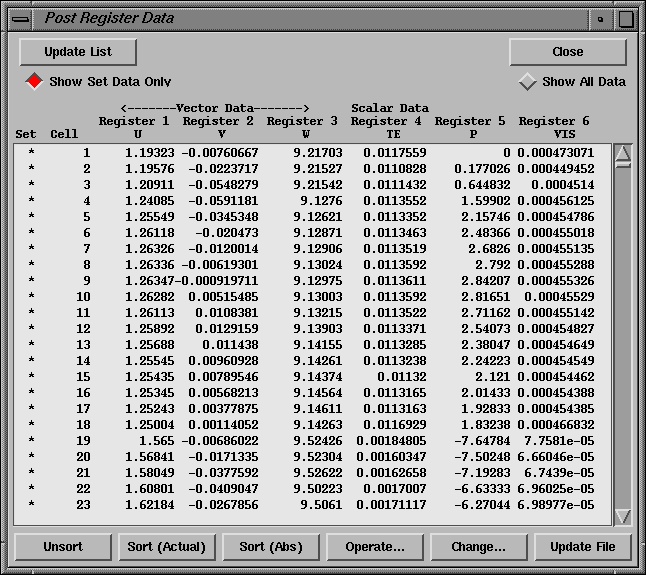 Post Register Data
Update List Close
Show Set Data Only Show All Data
<-------Vector Data-------> Scalar Data
Register 1 Register 2 Register 3 Register 4 Register 5 Register 6
Set Cell U V W TE P VIS
* 1 1.19323 -0.00760667 9.21703 0.0117559 0 0.000473071
* 2 1.19576 -0.0223717 9.21527 0.0110828 0.177026 0.000449452
* 3 1.20911 -0.0548279 9.21542 0.0111432 0.644832 0.0004514
* 4 1.24085 -0.0591181 9.1276 0.0113552 1.59902 0.000456125
* 5 1.25549 -0.0345348 9.12621 0.0113352 2.15746 0.000454786
* 6 1.26118 -0.020473 9.12871 0.0113463 2.48366 0.000455018
* 7 1.26326 -0.0120014 9.12906 0.0113519 2.6826 0.000455135
* 8 1.26336 -0.00619301 9.13024 0.0113592 2.792 0.000455288
* 9 1.26347-0.000919711 9.12975 0.0113611 2.84207 0.000455326
* 10 1.26282 0.00515485 9.13003 0.0113592 2.81651 0.00045529
* 11 1.26113 0.0108381 9.13215 0.0113522 2.71162 0.000455142
* 12 1.25892 0.0129159 9.13903 0.0113371 2.54073 0.000454827
* 13 1.25688 0.011438 9.14155 0.0113285 2.38047 0.000454649
* 14 1.25545 0.00960928 9.14261 0.0113238 2.24223 0.000454549
* 15 1.25435 0.00789546 9.14374 0.01132 2.121 0.000454462
* 16 1.25345 0.00568213 9.14564 0.0113165 2.01433 0.000454388
* 17 1.25243 0.00377875 9.14611 0.0113163 1.92833 0.000454385
* 18 1.25004 0.00114052 9.14263 0.0116929 1.83238 0.000466832
* 19 1.565 -0.00686022 9.52426 0.00184805 -7.64784 7.7581e-05
* 20 1.56841 -0.0171335 9.52304 0.00160347 -7.50248 6.66046e-05
* 21 1.58049 -0.0377592 9.52622 0.00162658 -7.19283 6.7439e-05
* 22 1.60801 -0.0409047 9.50223 0.0017007 -6.63333 6.96025e-05
* 23 1.62184 -0.0267856 9.5061 0.00171117 -6.27044 6.98977e-05
Unsort Sort (Actual) Sort (Abs) Operate... Change... Update File